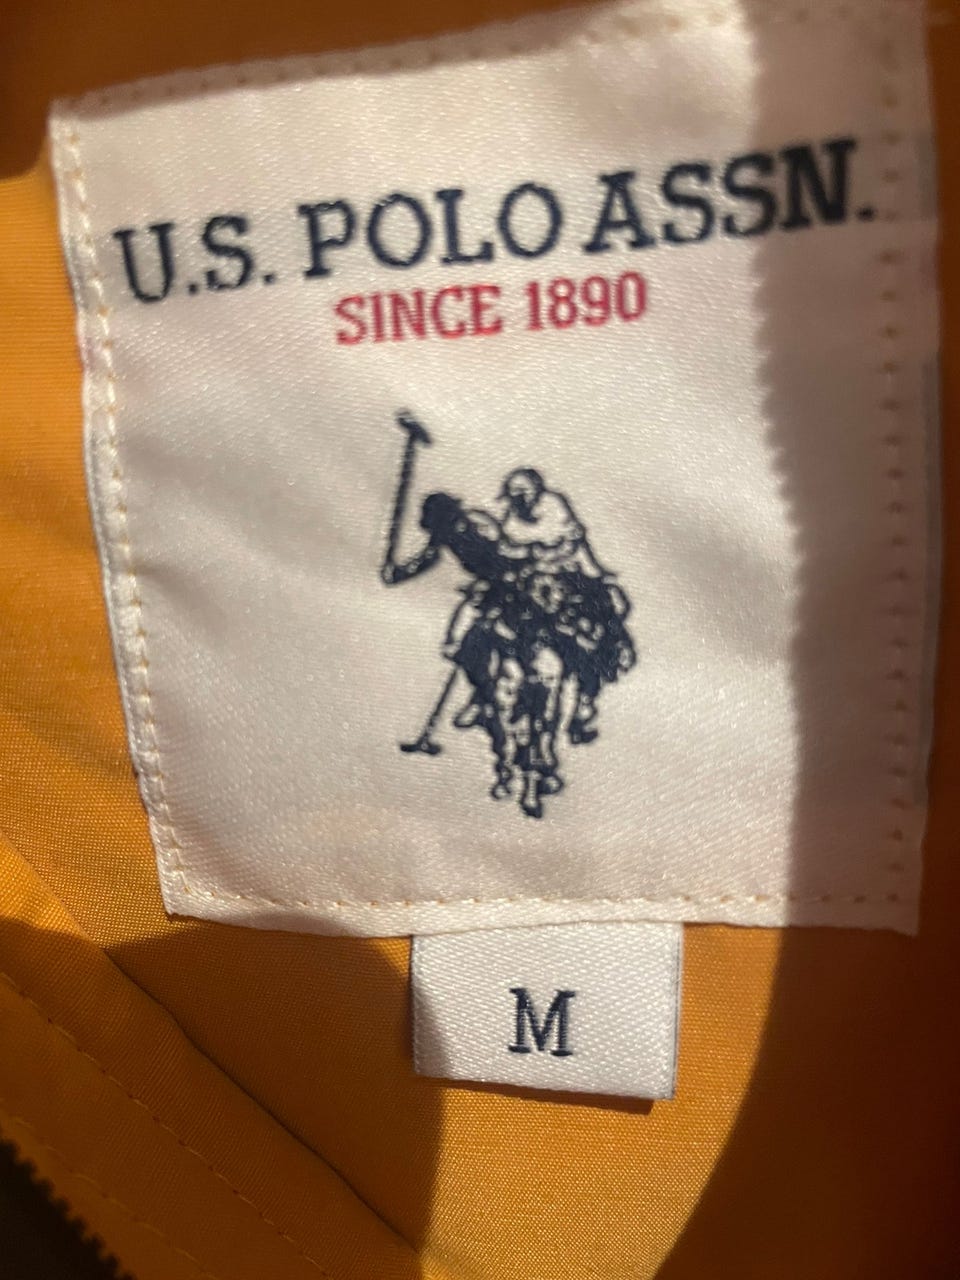 U.S. POLO ASSN.
SINCE 1890
M